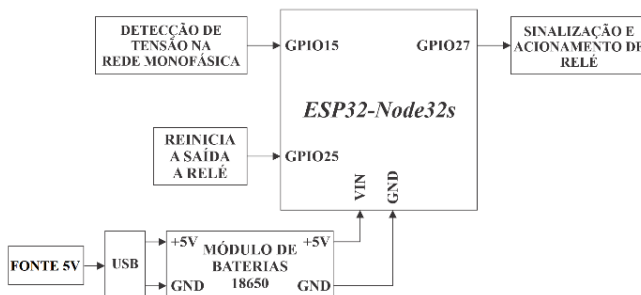 DETECÇÃO DE
TENSÃO NA
REDE MONOFÁSICA
GPIO15
GPIO27
SINALIZAÇÃO E
ACIONAMENTO DE
RELÉ
ESP32-Node32s
REINICIA
A SAÍDA
A RELÉ
GPIO25
VIN
GND
FONTE 5V
USB
+5V
GND
MÓDULO DE
BATERIAS
18650
+5V
GND